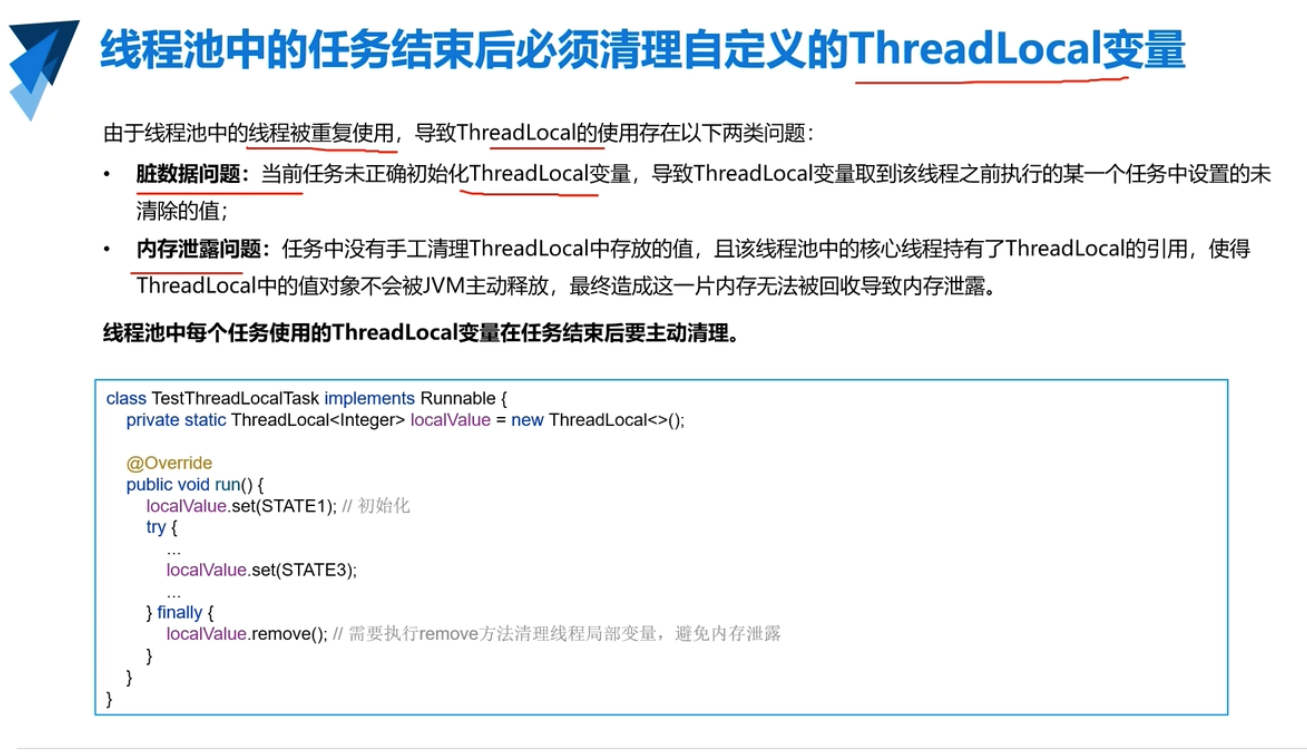 线程池中的任务结束后必须清理自定义的ThreadLocal变量
由于线程池中的线程被重复使用，导致ThreadLocal的使用存在以下两类问题：
• 脏数据问题：当前任务未正确初始化ThreadLocal变量，导致ThreadLocal变量取到该线程之前执行的某一个任务中设置的未
清除的值；
• 内存泄露问题：任务中没有手工清理ThreadLocal中存放的值，且该线程池中的核心线程持有了ThreadLocal的引用，使得
ThreadLocal中的值对象不会被JVM主动释放，最终造成这一片内存无法被回收导致内存泄露。
线程池中每个任务使用的ThreadLocal变量在任务结束后要主动清理。
class TestThreadLocalTask implements Runnable {
private static ThreadLocal<Integer> localValue = new ThreadLocal<>();
@Override
public void run() {
localValue.set(STATE1); // 初始化
try {
...
localValue.set(STATE3);
...
} finally {
localValue.remove(); // 需要执行remove方法清理线程局部变量，避免内存泄露
}
}
}